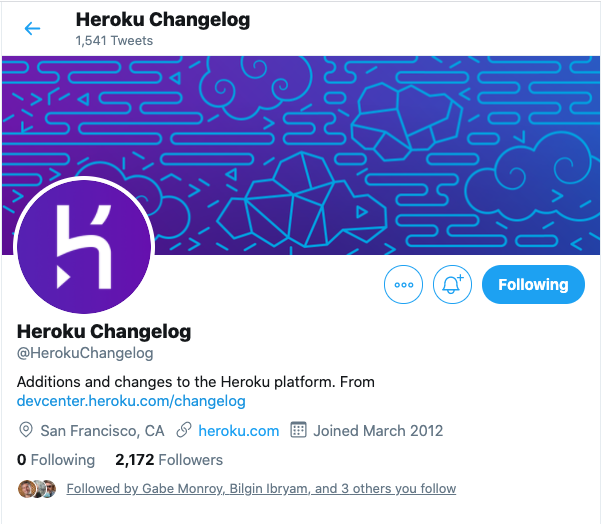 Heroku Changelog
1,541 Tweets
Following
Heroku Changelog
@HerokuChangelog
Additions and changes to the Heroku platform. From
devcenter.heroku.com/changelog
San Francisco, CA heroku.com Joined March 2012
0 Following 2,172 Followers
Followed by Gabe Monroy, Bilgin Ibryam, and 3 others you follow